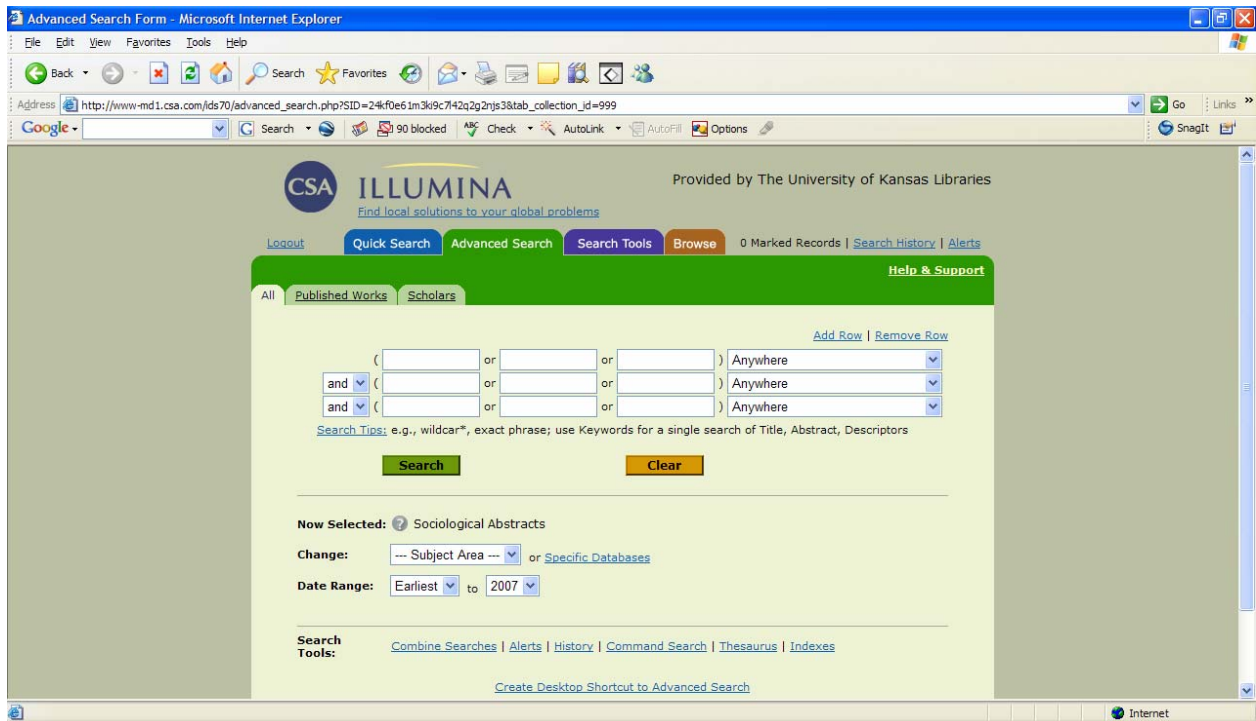 Advanced Search Form - Microsoft Internet Explorer
File Edit View Favorites Tools Help
Back Search Favorites
Address http://www-md1.csa.com/ids70/advanced_search.php?SID=24kf0e61m3ki9c7l42q2g2njs3&tab_collection_id=999 Go Links »
Google Search 90 blocked ABC Check AutoLink AutoFill Options SnagIt
CSA ILLUMINA Provided by The University of Kansas Libraries
Find local solutions to your global problems
Logout Quick Search Advanced Search Search Tools Browse 0 Marked Records | Search History | Alerts
Help & Support
All Published Works Scholars
Add Row | Remove Row
( or or ) Anywhere
and ( or or ) Anywhere
and ( or or ) Anywhere
Search Tips: e.g., wildcar*, exact phrase; use Keywords for a single search of Title, Abstract, Descriptors
Search Clear
Now Selected: ? Sociological Abstracts
Change: --- Subject Area --- or Specific Databases
Date Range: Earliest to 2007
Search Tools: Combine Searches | Alerts | History | Command Search | Thesaurus | Indexes
Create Desktop Shortcut to Advanced Search
Internet